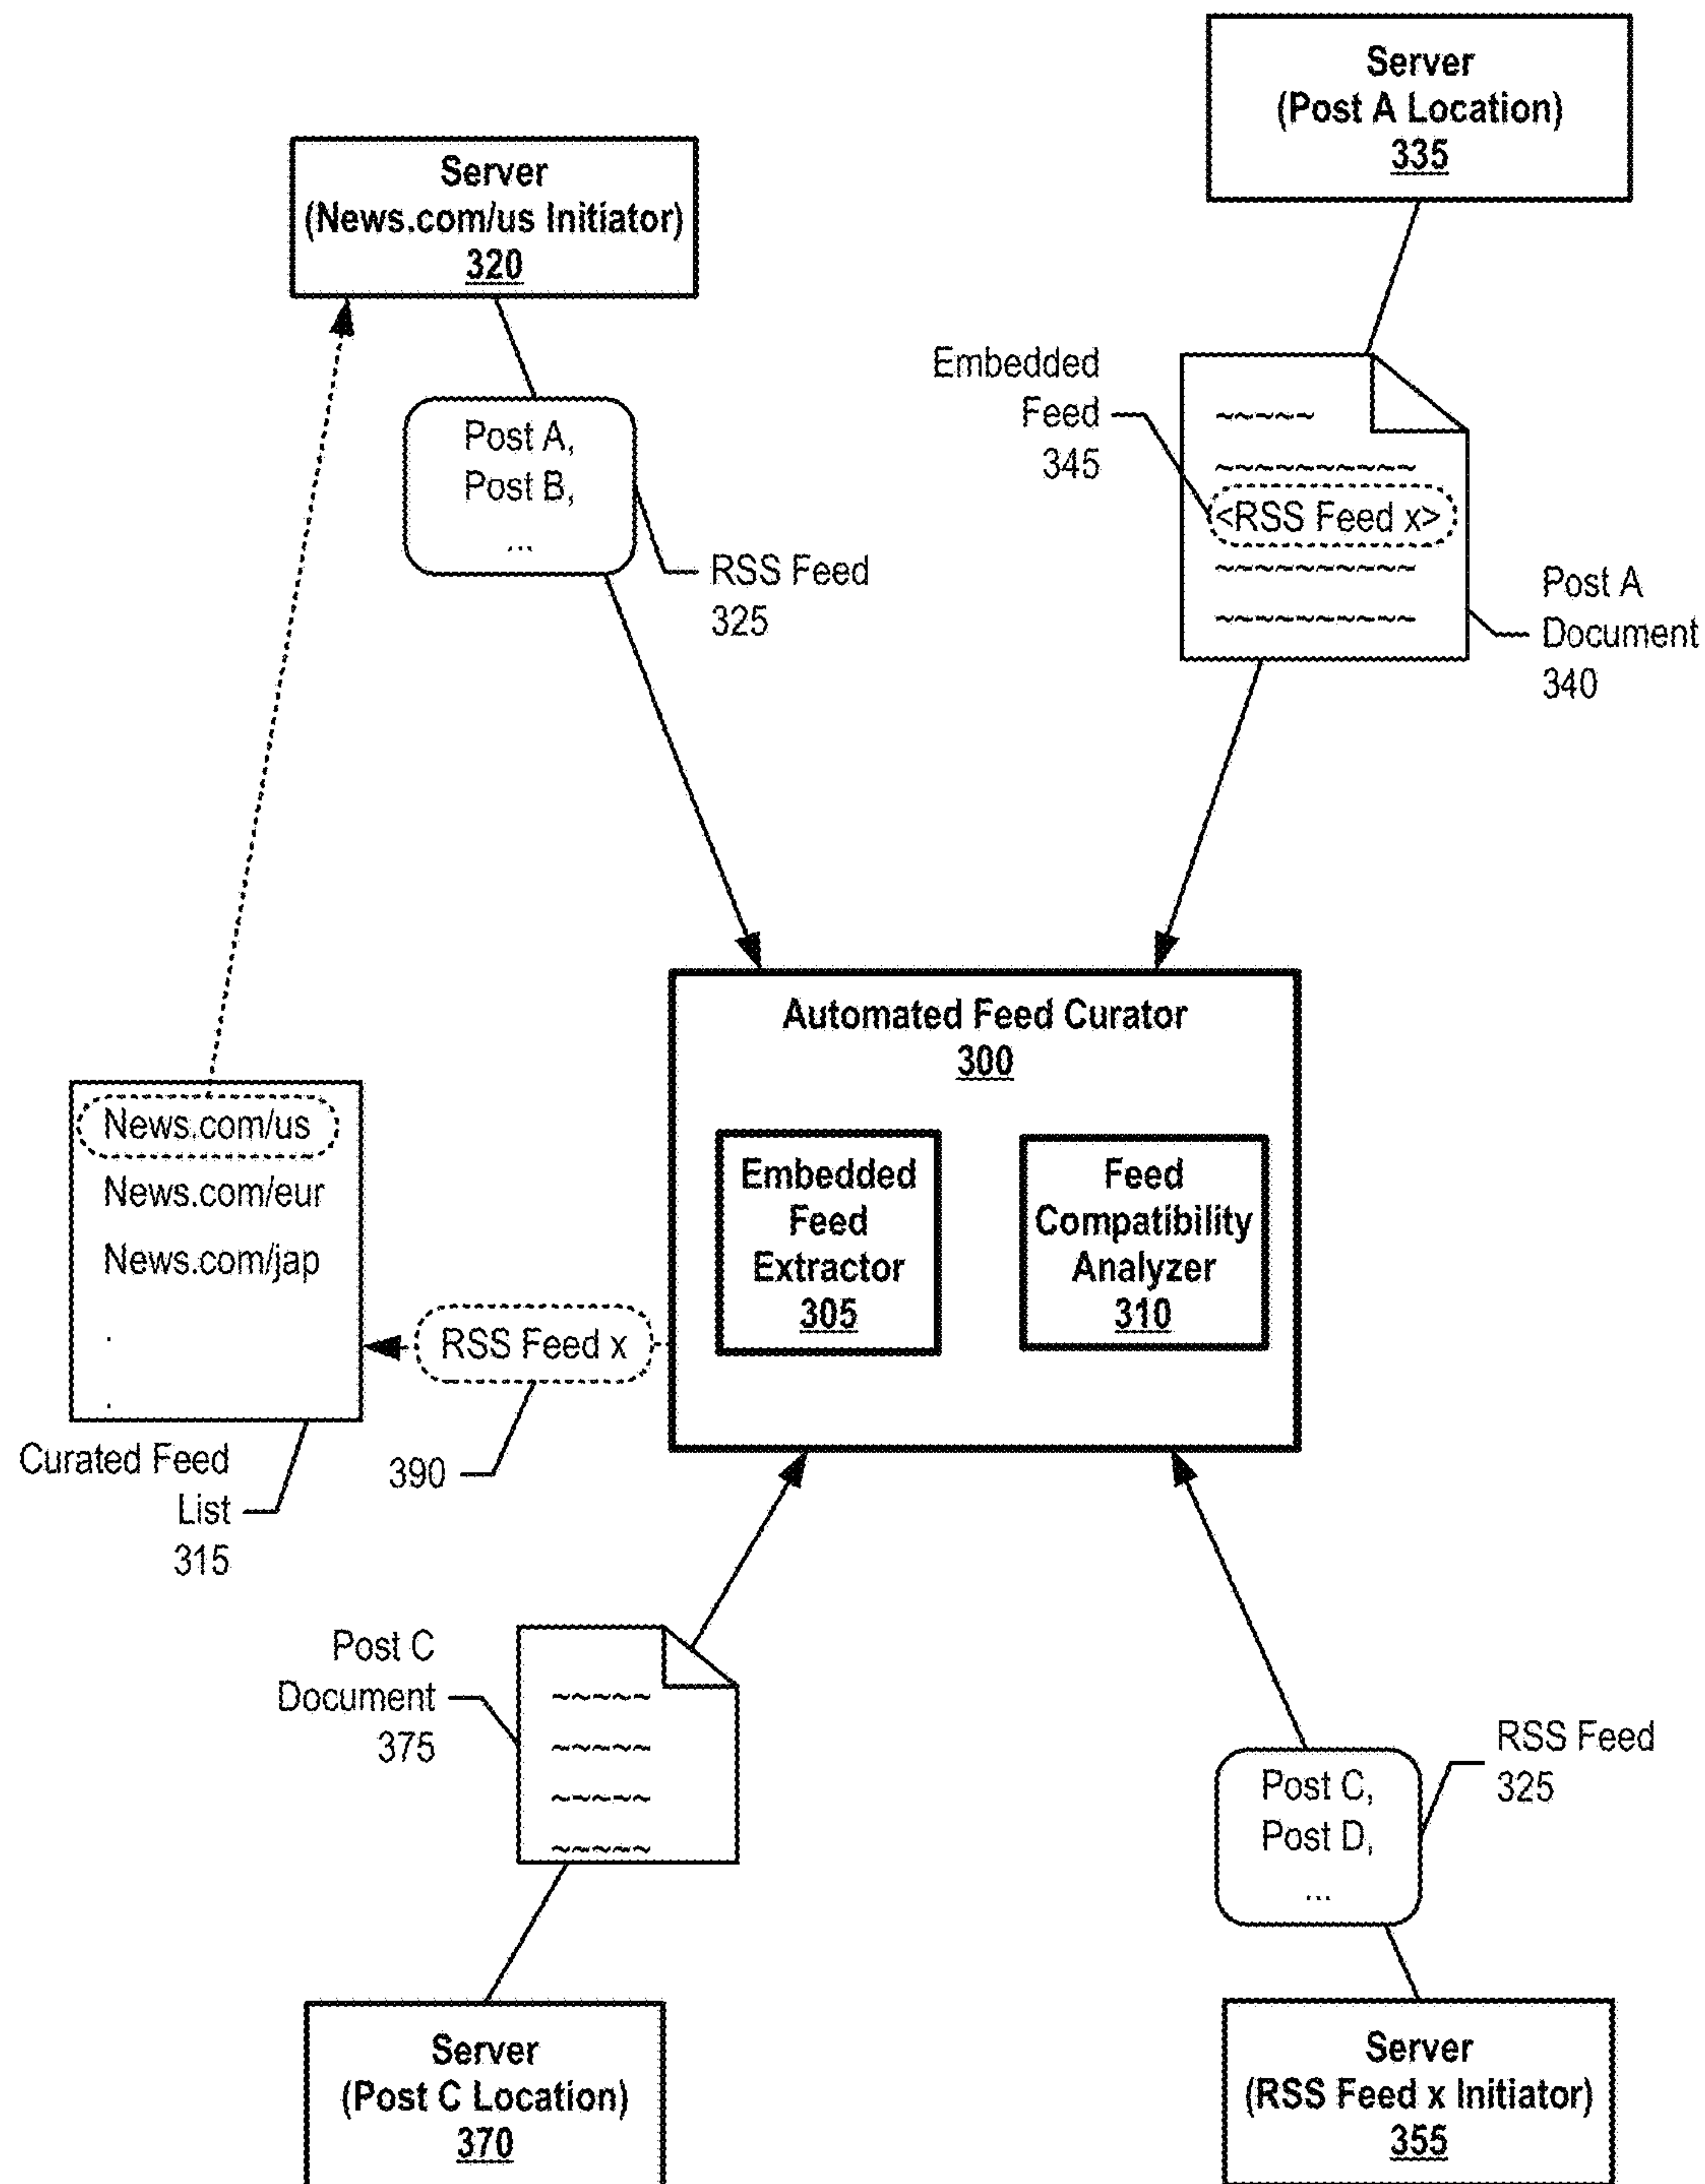 Server
(Post A Location)
335
Server
(News.com/us Initiator)
320
Embedded
Feed
345
<RSS Feed x>
Post A
Document
340
Post A,
Post B,
...
RSS Feed
325
Automated Feed Curator
300
Embedded
Feed
Extractor
305
Feed
Compatibility
Analyzer
310
News.com/us
News.com/eur
News.com/jap
.
.
RSS Feed x
390
Curated Feed
List
315
Post C
Document
375
RSS Feed
325
Post C,
Post D,
...
Server
(Post C Location)
370
Server
(RSS Feed x Initiator)
355